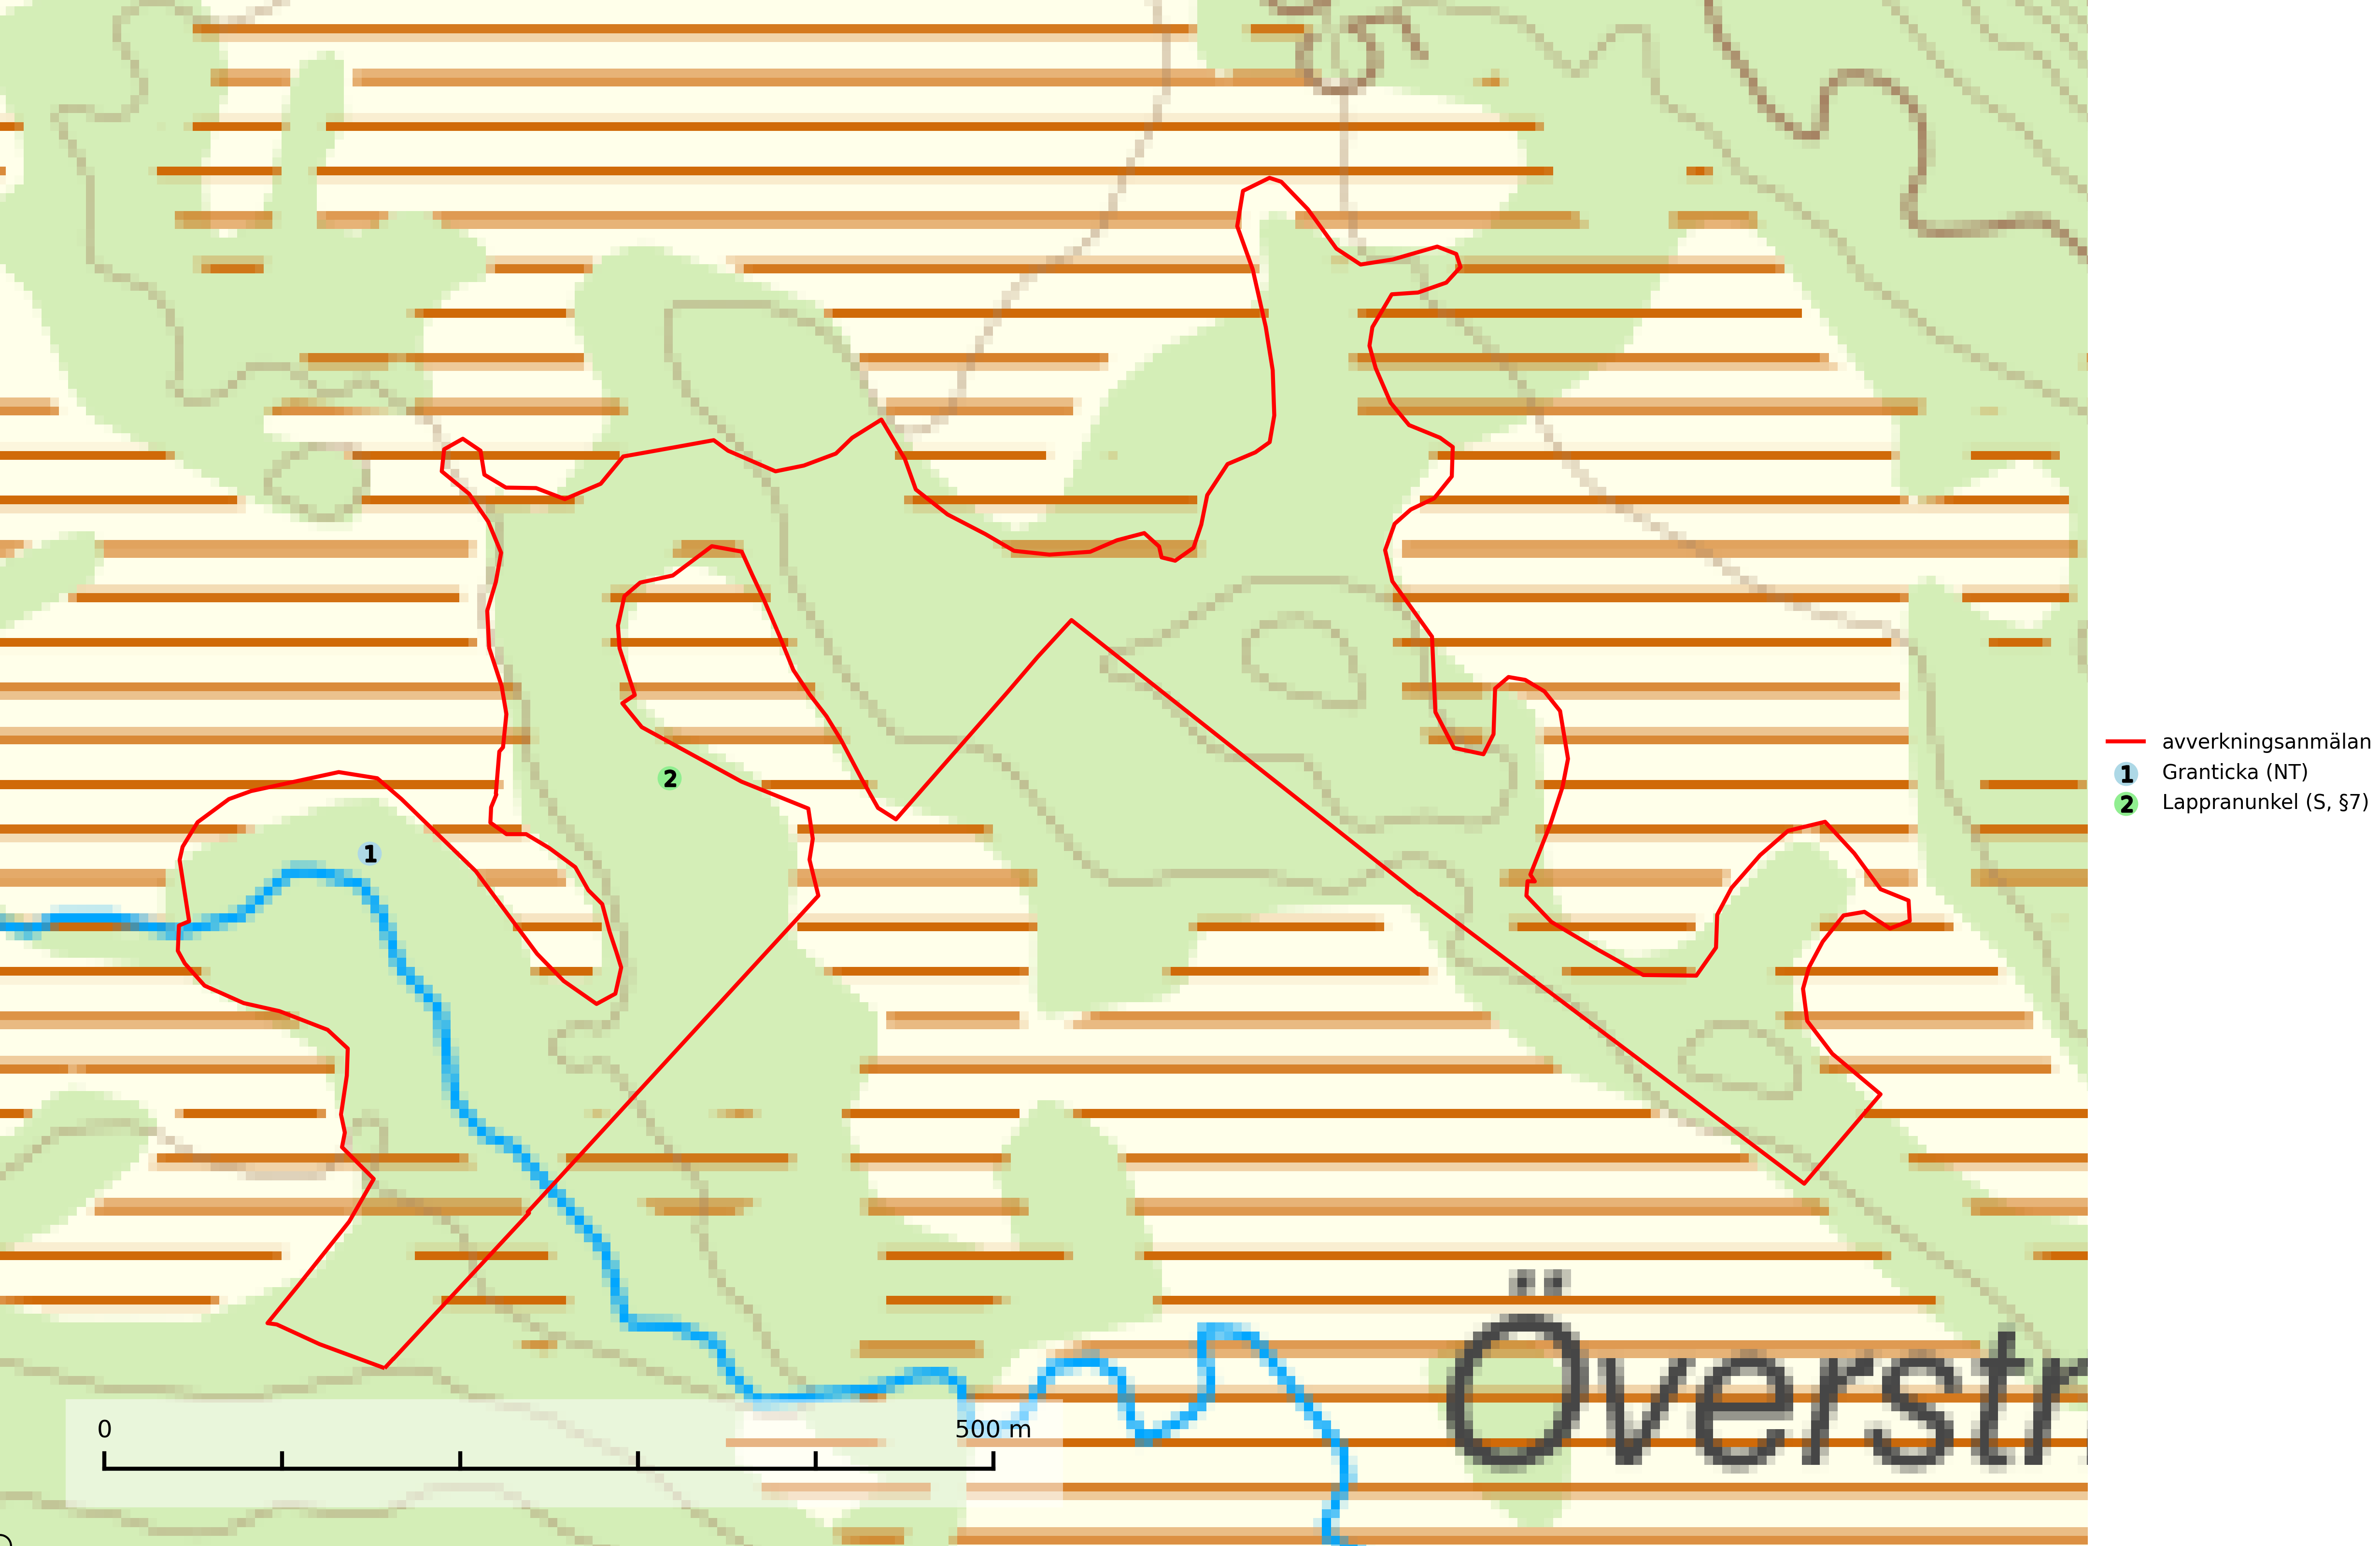 2
avverkningsanmälan
1 Granticka (NT)
2 Lappranunkel (S, §7)
1
Överstr
0 500 m